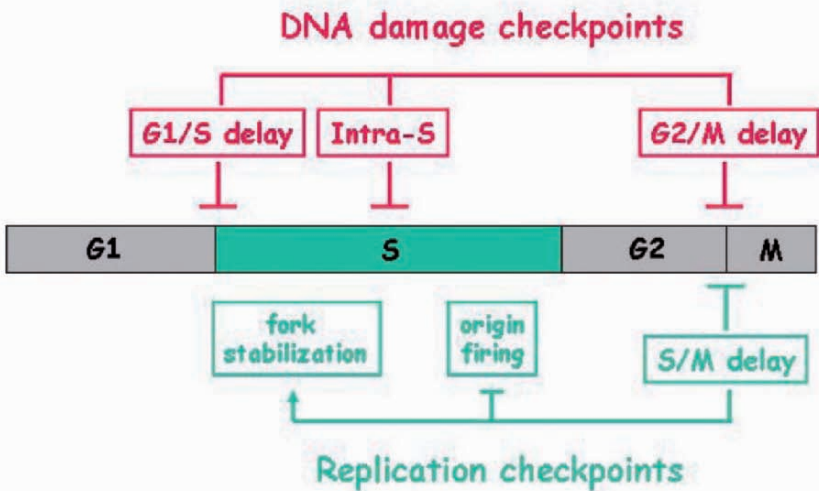 DNA damage checkpoints
G1/S delay
Intra-S
G2/M delay
G1
S
G2
M
fork
stabilization
origin
firing
S/M delay
Replication checkpoints